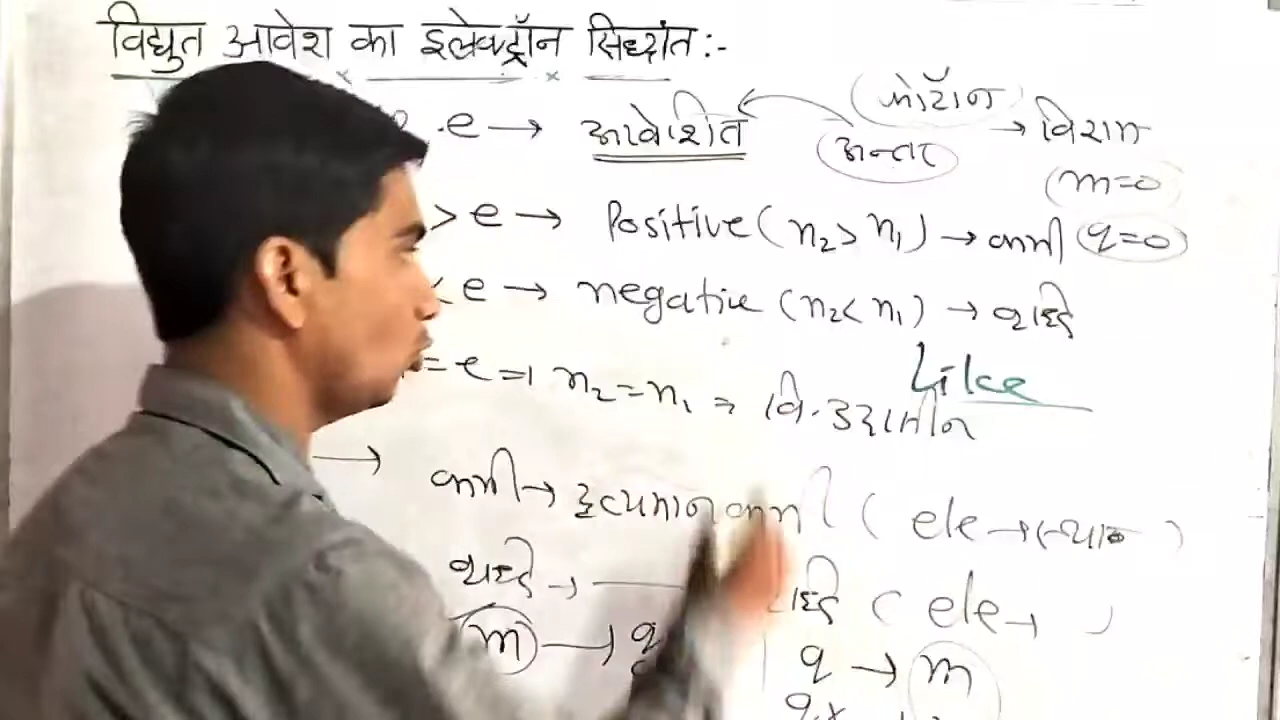 विद्युत आवेश का इलेक्ट्रॉन सिद्धांत:-
.e → आवेशित
अन्तर
→ विराम
(m=0
> e → Positive (n₂> n₁) → कमी (q=0)
< e → negative (n₂< n₁) → वृद्धि
Like
= e ⇒ n₂=n₁ ⇒ वि. उदासीन
→ कमी → द्रव्यमान कमी ( ele → त्याग )
वृद्धि → वृद्धि ( ele → )
(m) → q
q → m